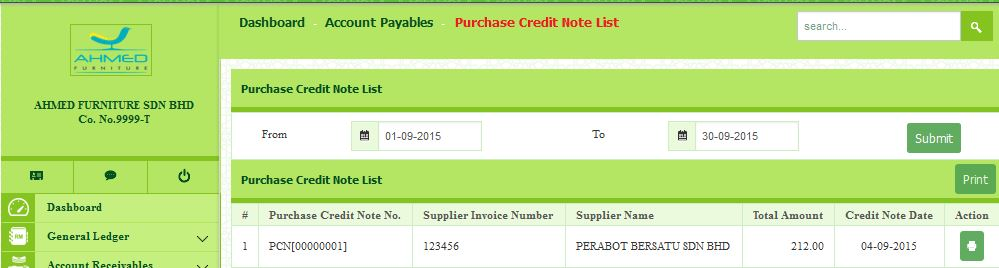 Dashboard - Account Payables - Purchase Credit Note List
search...
AHMED
FURNITURE
AHMED FURNITURE SDN BHD
Co. No.9999-T
Purchase Credit Note List
From 01-09-2015 To 30-09-2015 Submit
Purchase Credit Note List Print
Dashboard
RM General Ledger
Account Receivables
# Purchase Credit Note No. Supplier Invoice Number Supplier Name Total Amount Credit Note Date Action
1 PCN[00000001] 123456 PERABOT BERSATU SDN BHD 212.00 04-09-2015